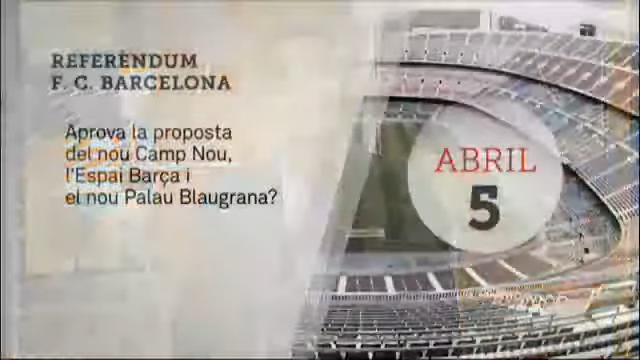 REFERÈNDUM
F. C. BARCELONA
Aprova la proposta
del nou Camp Nou,
l'Espai Barça i
el nou Palau Blaugrana?
ABRIL
5